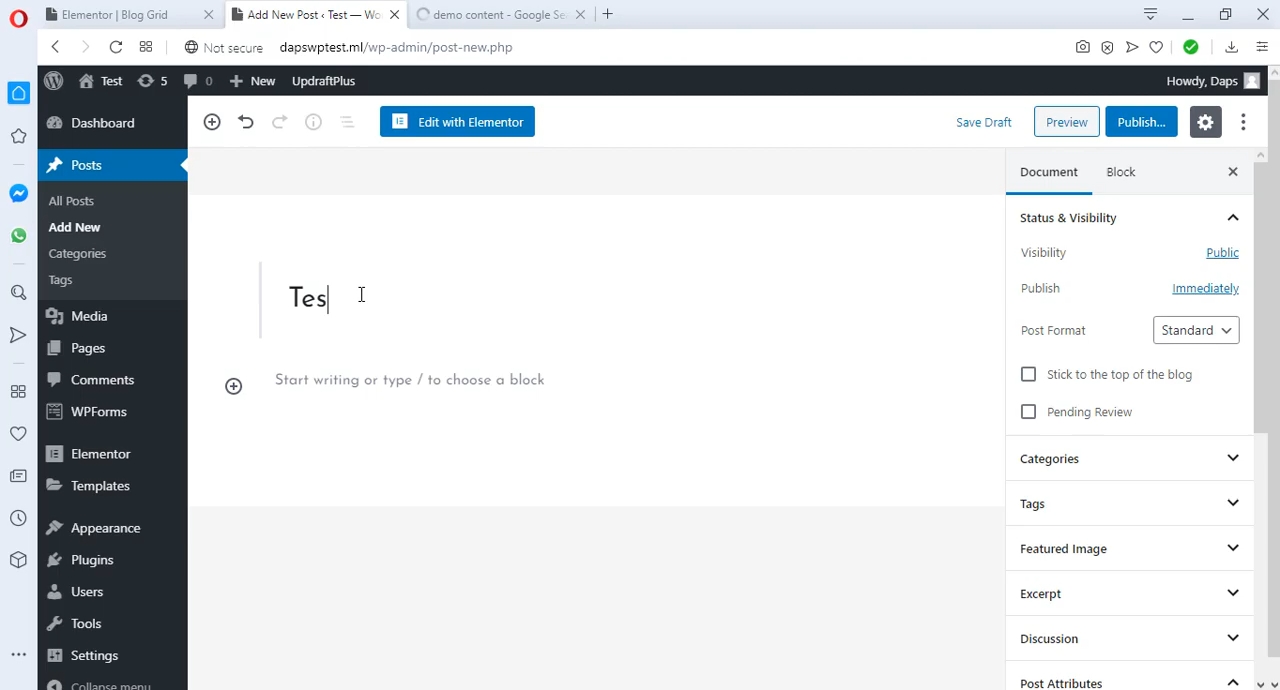 Elementor | Blog Grid
Add New Post ‹ Test — Wo
demo content - Google Se
Not secure
dapswptest.ml/wp-admin/post-new.php
Test
5
0
New
UpdraftPlus
Howdy, Daps
Dashboard
Posts
All Posts
Add New
Categories
Tags
Media
Pages
Comments
WPForms
Elementor
Templates
Appearance
Plugins
Users
Tools
Settings
Collapse menu
Edit with Elementor
Save Draft
Preview
Publish...
Tes
Start writing or type / to choose a block
Document
Block
Status & Visibility
Visibility
Public
Publish
Immediately
Post Format
Standard
Stick to the top of the blog
Pending Review
Categories
Tags
Featured Image
Excerpt
Discussion
Post Attributes